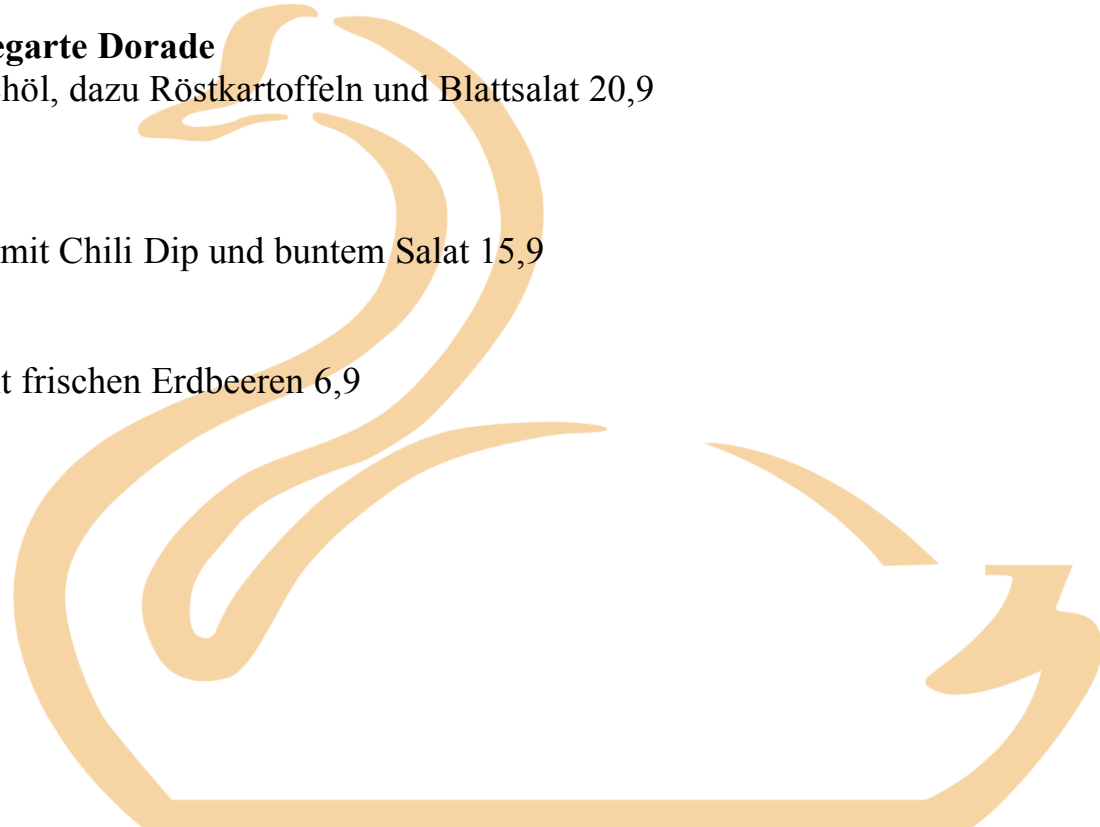 egarte Dorade
höl, dazu Röstkartoffeln und Blattsalat 20,9
mit Chili Dip und buntem Salat 15,9
t frischen Erdbeeren 6,9